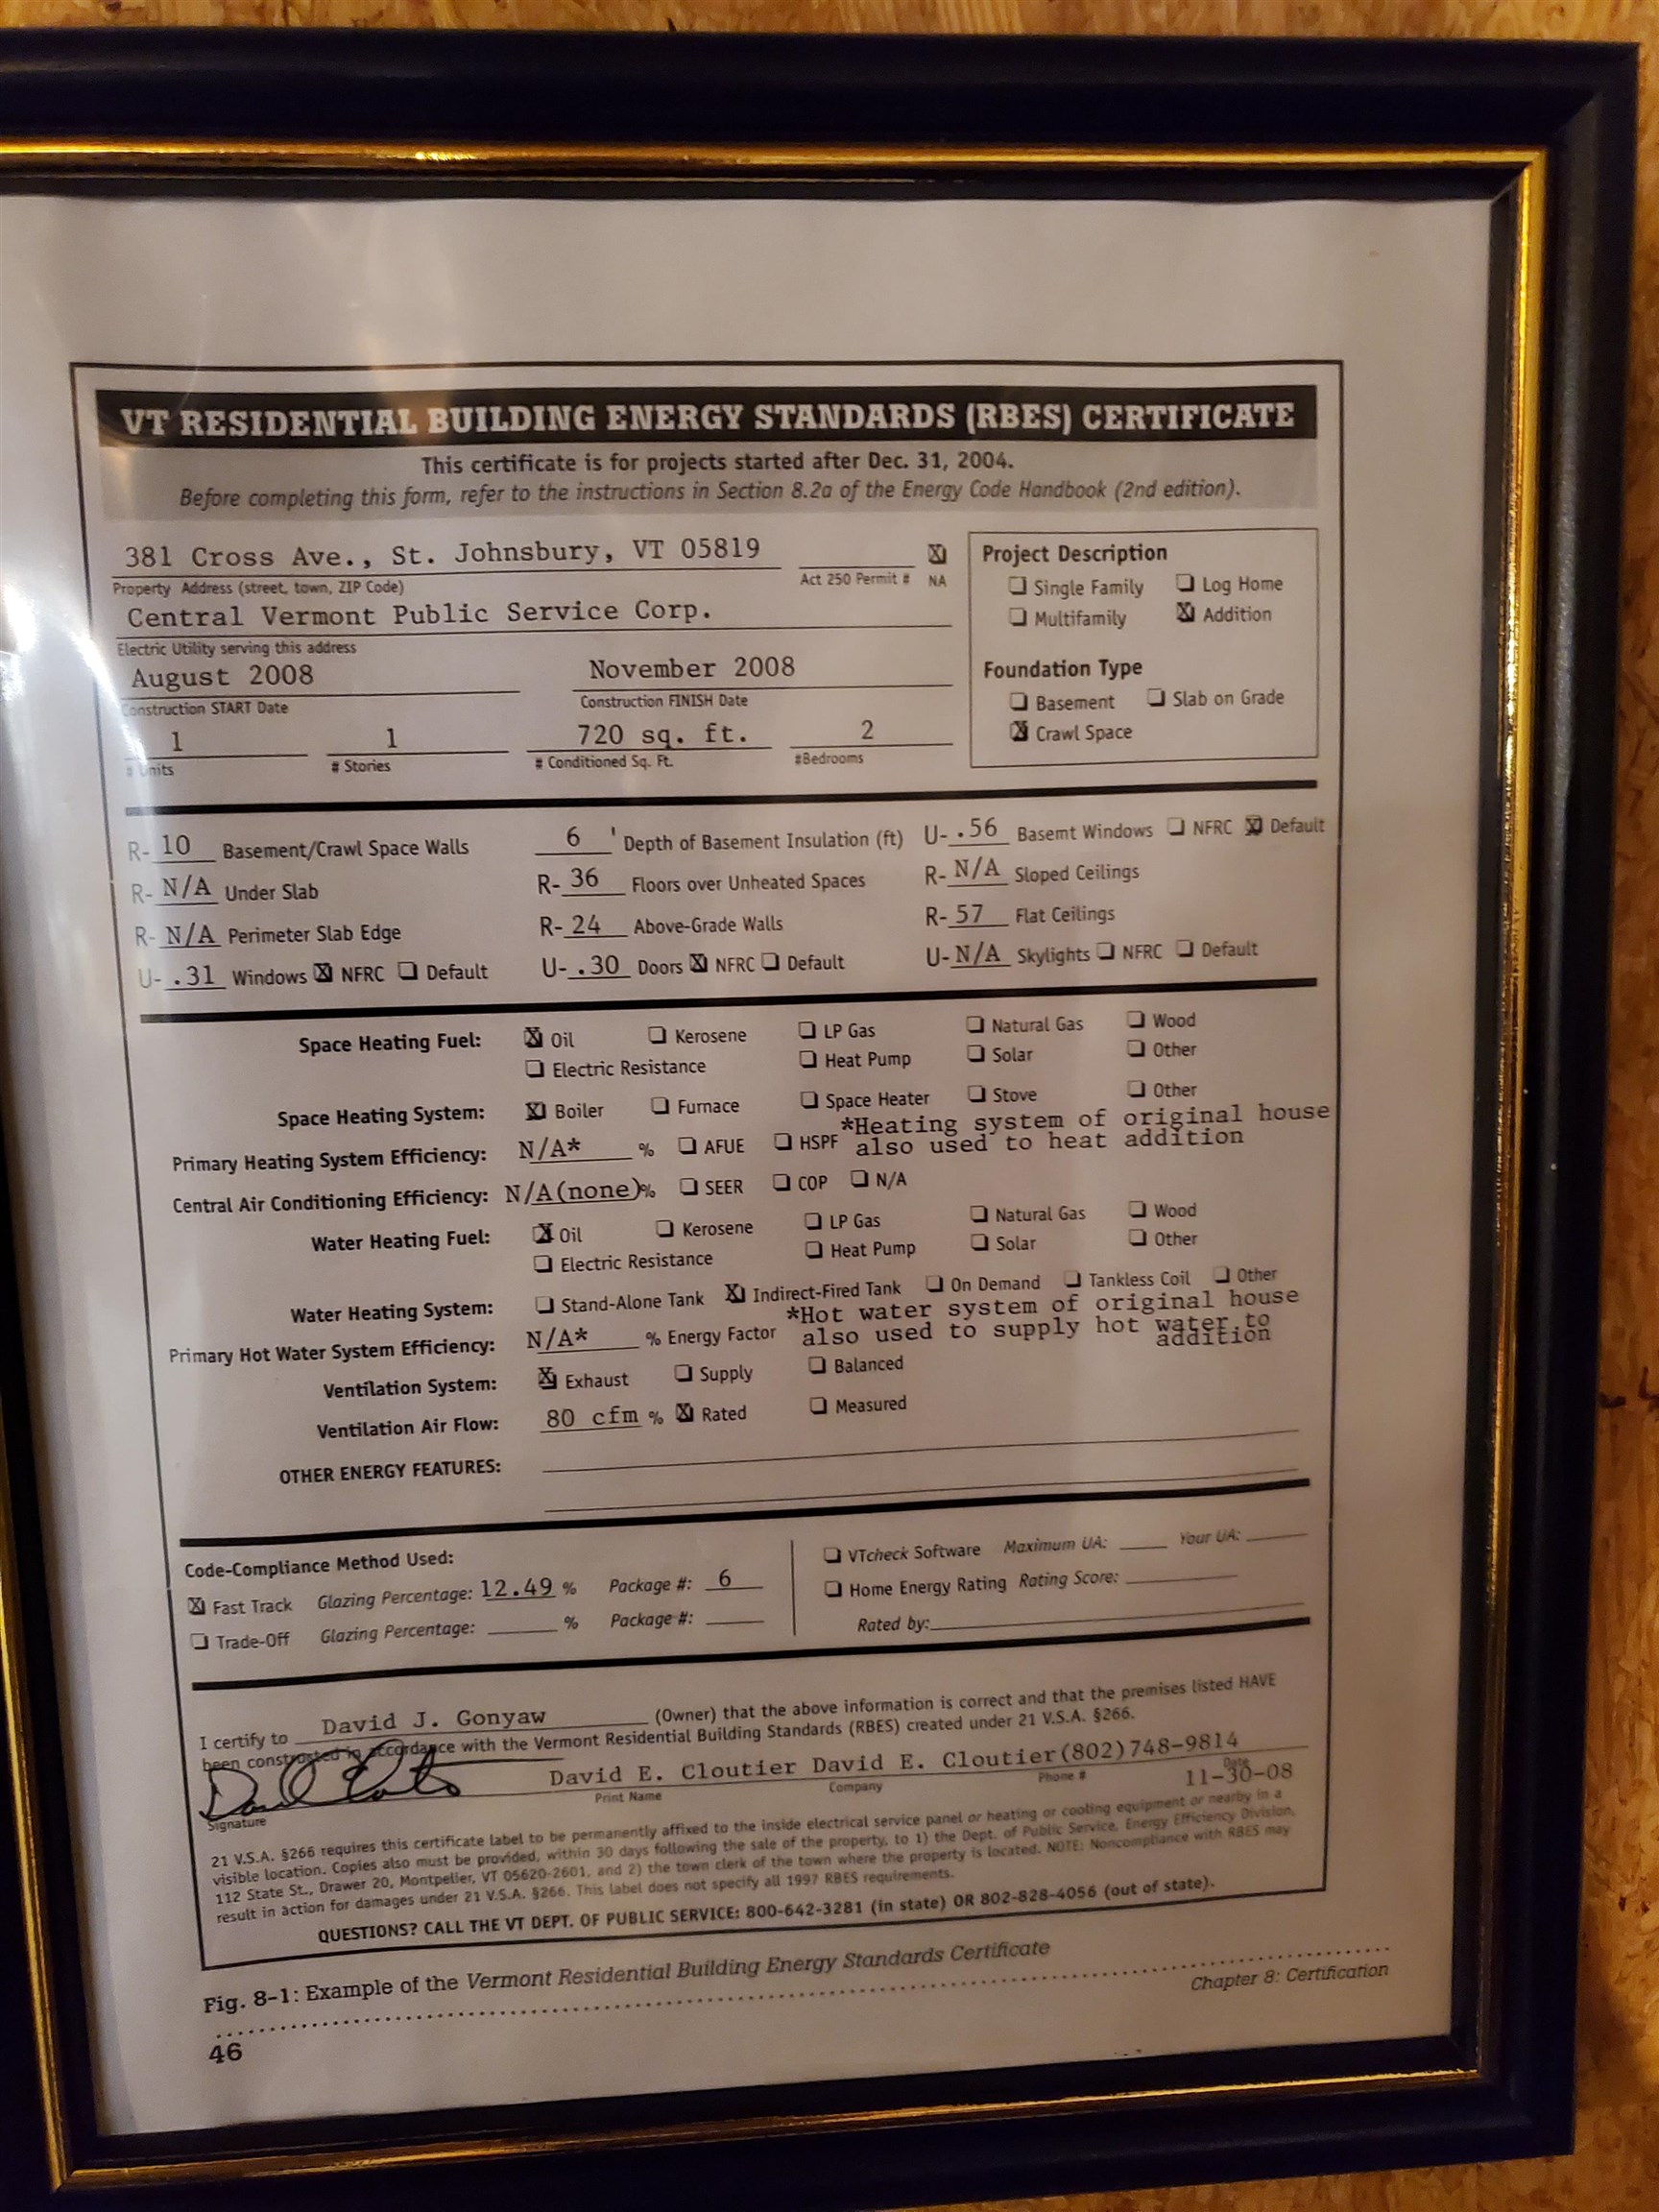 VT RESIDENTIAL BUILDING ENERGY STANDARDS (RBES) CERTIFICATE
This certificate is for projects started after Dec. 31, 2004.
Before completing this form, refer to the instructions in Section 8.2a of the Energy Code Handbook (2nd edition).
381 Cross Ave., St. Johnsbury, VT 05819
Property Address (street, town, ZIP Code)
Act 250 Permit # NA
Central Vermont Public Service Corp.
Electric Utility serving this address
August 2008 November 2008
Construction START Date Construction FINISH Date
1 1 720 sq. ft. 2
# Units # Stories # Conditioned Sq. Ft. #Bedrooms
Project Description
Single Family Log Home
Multifamily Addition
Foundation Type
Basement Slab on Grade
Crawl Space
R- 10 Basement/Crawl Space Walls 6 ' Depth of Basement Insulation (ft) U- .56 Basemt Windows NFRC Default
R- N/A Under Slab R- 36 Floors over Unheated Spaces R- N/A Sloped Ceilings
R- N/A Perimeter Slab Edge R- 24 Above-Grade Walls R- 57 Flat Ceilings
U- .31 Windows NFRC Default U- .30 Doors NFRC Default U- N/A Skylights NFRC Default
Space Heating Fuel: Oil Kerosene LP Gas Natural Gas Wood
Electric Resistance Heat Pump Solar Other
Space Heating System: Boiler Furnace Space Heater Stove Other
*Heating system of original house
Primary Heating System Efficiency: N/A* % AFUE HSPF also used to heat addition
Central Air Conditioning Efficiency: N/A(none)% SEER COP N/A
Water Heating Fuel: Oil Kerosene LP Gas Natural Gas Wood
Electric Resistance Heat Pump Solar Other
Water Heating System: Stand-Alone Tank Indirect-Fired Tank On Demand Tankless Coil Other
*Hot water system of original house
Primary Hot Water System Efficiency: N/A* % Energy Factor also used to supply hot water to
addition
Ventilation System: Exhaust Supply Balanced
Ventilation Air Flow: 80 cfm % Rated Measured
OTHER ENERGY FEATURES:
Code-Compliance Method Used:
Fast Track Glazing Percentage: 12.49 % Package #: 6
Trade-Off Glazing Percentage: % Package #:
VTcheck Software Maximum UA: Your UA:
Home Energy Rating Rating Score:
Rated by:
I certify to David J. Gonyaw (Owner) that the above information is correct and that the premises listed HAVE
been constructed in accordance with the Vermont Residential Building Standards (RBES) created under 21 V.S.A. §266.
David E. Cloutier David E. Cloutier (802)748-9814
Signature Print Name Company Phone # Date
11-30-08
21 V.S.A. §266 requires this certificate label to be permanently affixed to the inside electrical service panel or heating or cooling equipment or nearby in a
visible location. Copies also must be provided, within 30 days following the sale of the property, to 1) the Dept. of Public Service, Energy Efficiency Division,
112 State St., Drawer 20, Montpelier, VT 05620-2601, and 2) the town clerk of the town where the property is located. NOTE: Noncompliance with RBES may
result in action for damages under 21 V.S.A. §266. This label does not specify all 1997 RBES requirements.
QUESTIONS? CALL THE VT DEPT. OF PUBLIC SERVICE: 800-642-3281 (in state) OR 802-828-4056 (out of state).
Fig. 8-1: Example of the Vermont Residential Building Energy Standards Certificate
Chapter 8: Certification
46